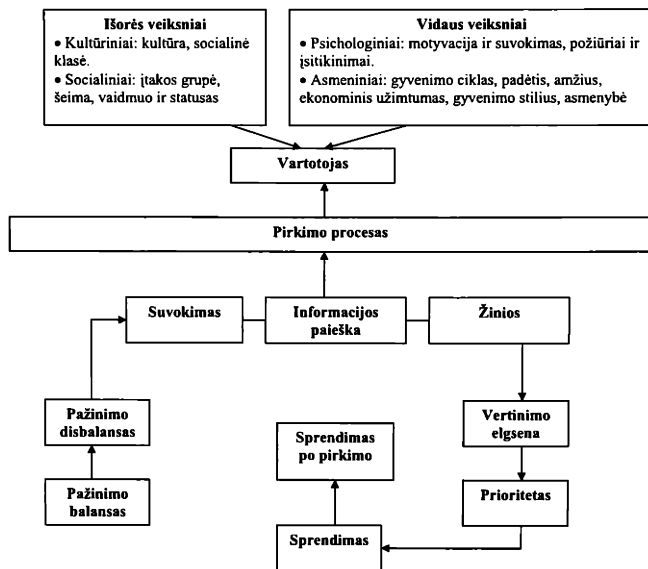 Išorės veiksniai
• Kultūriniai: kultūra, socialinė
klasė.
• Socialiniai: įtakos grupė,
šeima, vaidmuo ir statusas
Vidaus veiksniai
• Psichologiniai: motyvacija ir suvokimas, požiūriai ir
įsitikinimai.
• Asmeniniai: gyvenimo ciklas, padėtis, amžius,
ekonominis užimtumas, gyvenimo stilius, asmenybė
Vartotojas
Pirkimo procesas
Suvokimas
Informacijos
paieška
Žinios
Pažinimo
disbalansas
Sprendimas
po pirkimo
Vertinimo
elgsena
Pažinimo
balansas
Prioritetas
Sprendimas